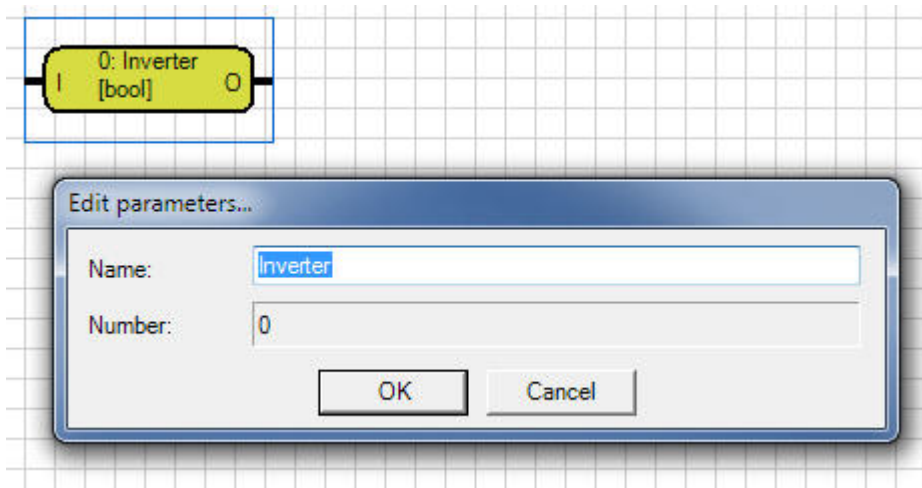 0: Inverter
I [bool] O
Edit parameters...
Name: Inverter
Number: 0
OK Cancel